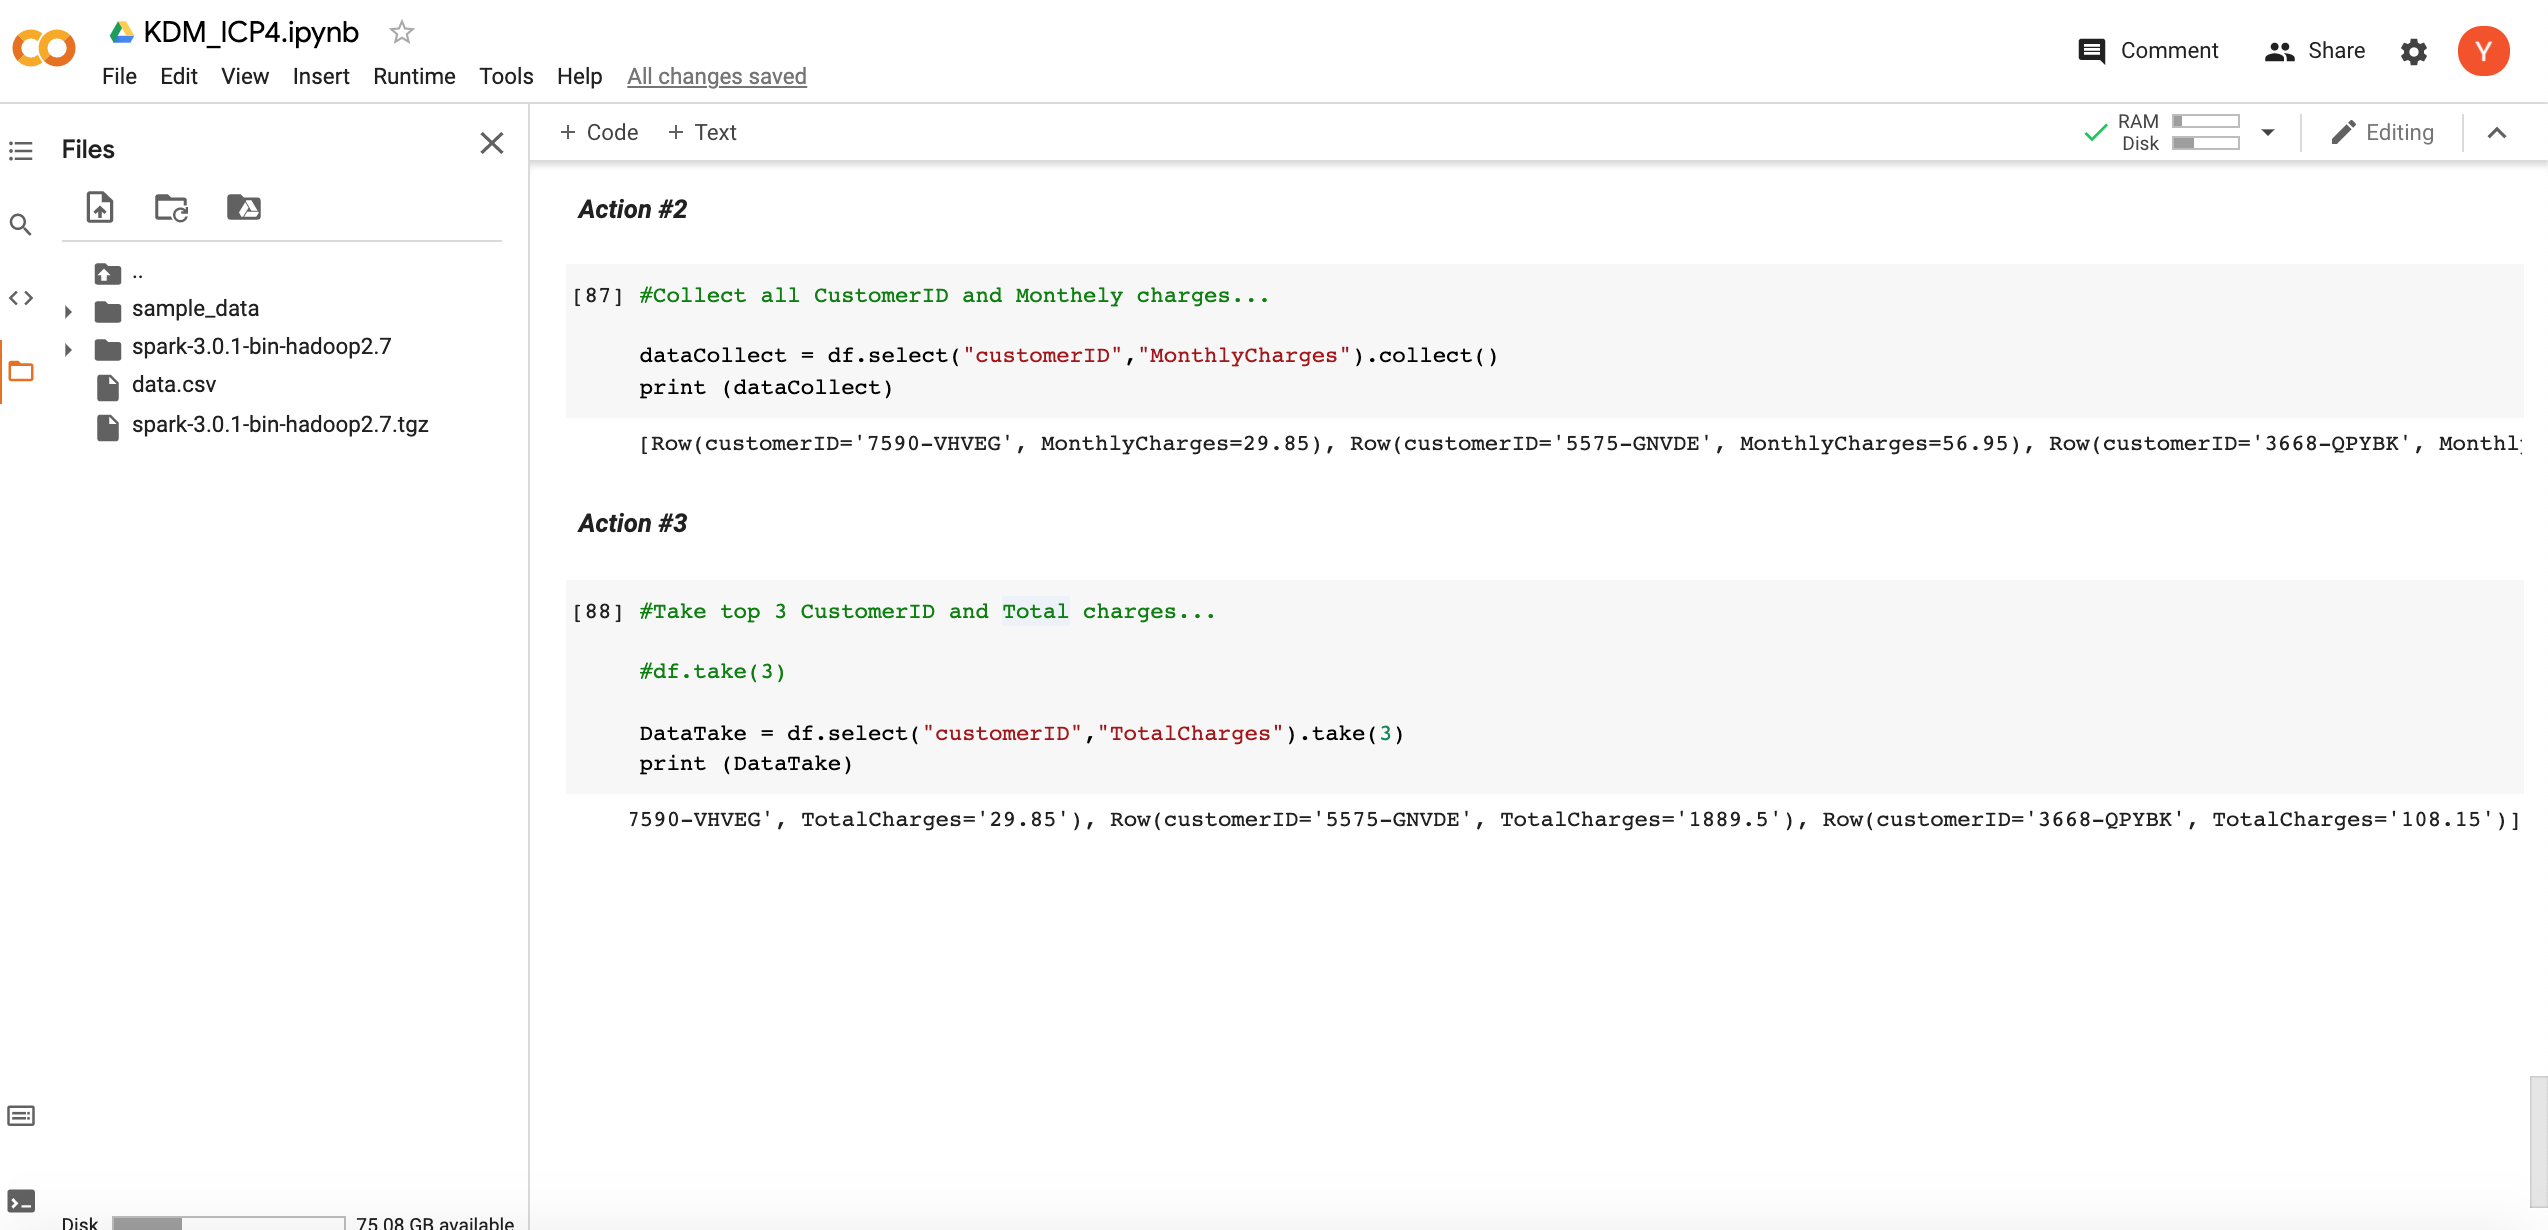 KDM_ICP4.ipynb
File Edit View Insert Runtime Tools Help All changes saved
Comment Share Y
Files
..
sample_data
spark-3.0.1-bin-hadoop2.7
data.csv
spark-3.0.1-bin-hadoop2.7.tgz
Disk 75.08 GB available
+ Code + Text
RAM
Disk
Editing
Action #2
[87] #Collect all CustomerID and Monthely charges...
dataCollect = df.select("customerID","MonthlyCharges").collect()
print (dataCollect)
[Row(customerID='7590-VHVEG', MonthlyCharges=29.85), Row(customerID='5575-GNVDE', MonthlyCharges=56.95), Row(customerID='3668-QPYBK', Monthl
Action #3
[88] #Take top 3 CustomerID and Total charges...
#df.take(3)
DataTake = df.select("customerID","TotalCharges").take(3)
print (DataTake)
7590-VHVEG', TotalCharges='29.85'), Row(customerID='5575-GNVDE', TotalCharges='1889.5'), Row(customerID='3668-QPYBK', TotalCharges='108.15')]